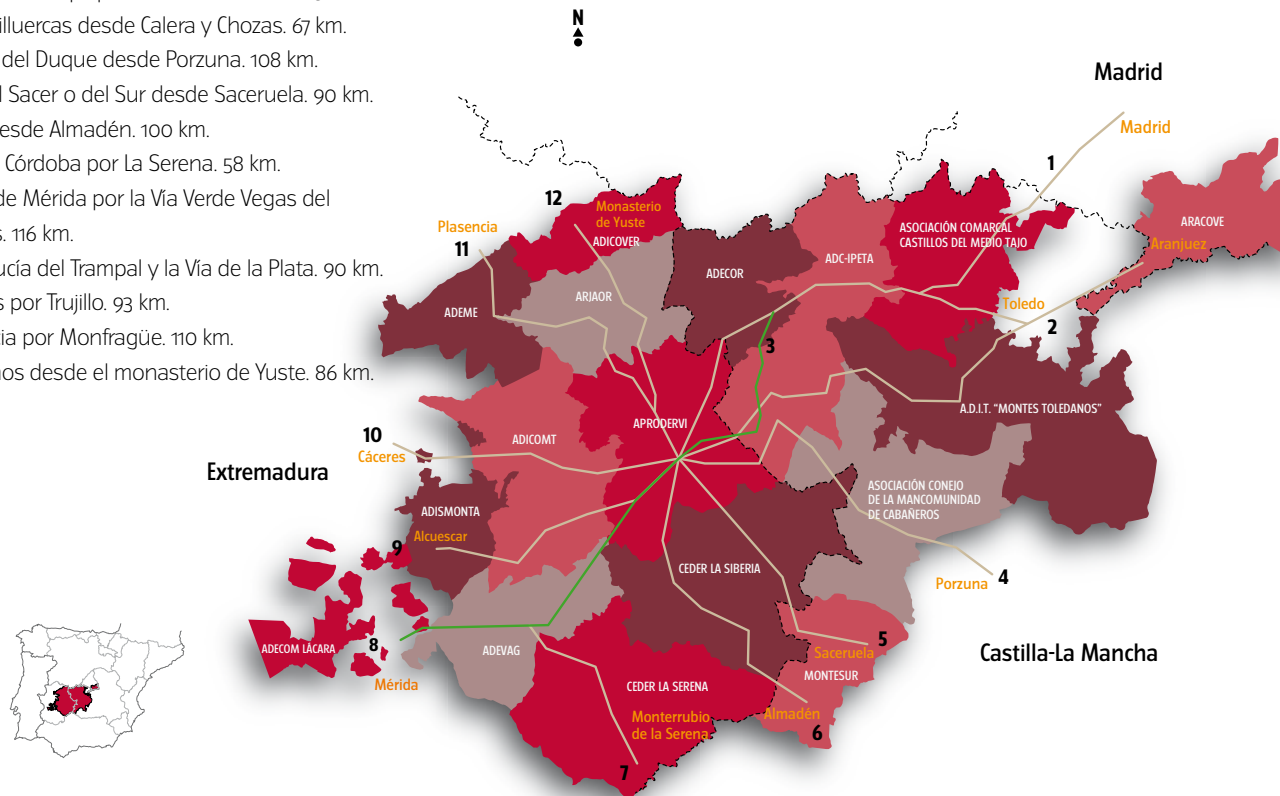 illuercas desde Calera y Chozas. 67 km.
del Duque desde Porzuna. 108 km.
l Sacer o del Sur desde Saceruela. 90 km.
esde Almadén. 100 km.
Córdoba por La Serena. 58 km.
de Mérida por la Vía Verde Vegas del
s. 116 km.
ucía del Trampal y la Vía de la Plata. 90 km.
s por Trujillo. 93 km.
cia por Monfragüe. 110 km.
nos desde el monasterio de Yuste. 86 km.
N
Madrid
Madrid
1
12
Monasterio
de Yuste
ADICOVER
Plasencia
11
ASOCIACIÓN COMARCAL
CASTILLOS DEL MEDIO TAJO
ARACOVE
Aranjuez
ADC-IPETA
ADECOR
ARJAOR
ADEME
Toledo
2
3
A.D.I.T. “MONTES TOLEDANOS”
APRODERVI
10
Cáceres
ADICOMT
Extremadura
ASOCIACIÓN CONEJO
DE LA MANCOMUNIDAD
DE CABAÑEROS
ADISMONTA
Alcuescar
9
CEDER LA SIBERIA
Porzuna
4
8
ADECOM LÁCARA
ADEVAG
5
Saceruela
MONTESUR
Castilla-La Mancha
Mérida
CEDER LA SERENA
Monterrubio
de la Serena
Almadén
6
7